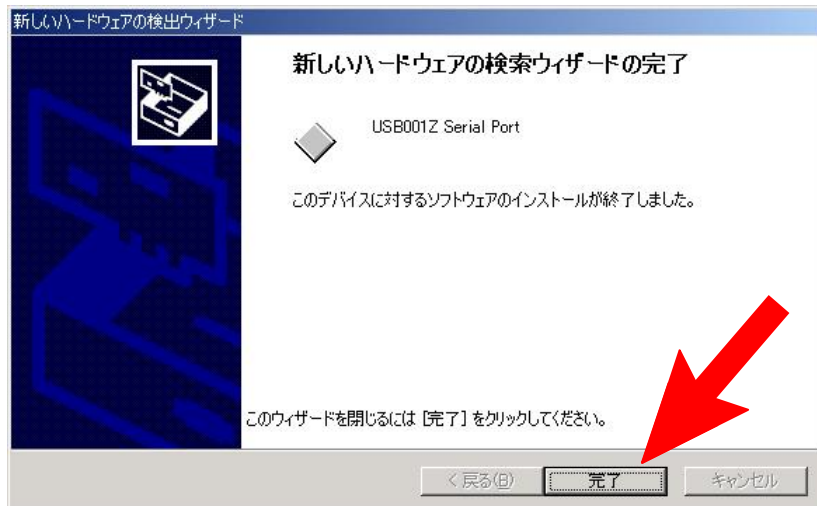 新しいハードウェアの検出ウィザード
新しいハードウェアの検索ウィザードの完了
USB001Z Serial Port
このデバイスに対するソフトウェアのインストールが終了しました。
このウィザードを閉じるには [完了] をクリックしてください。
< 戻る(B) 完了 キャンセル